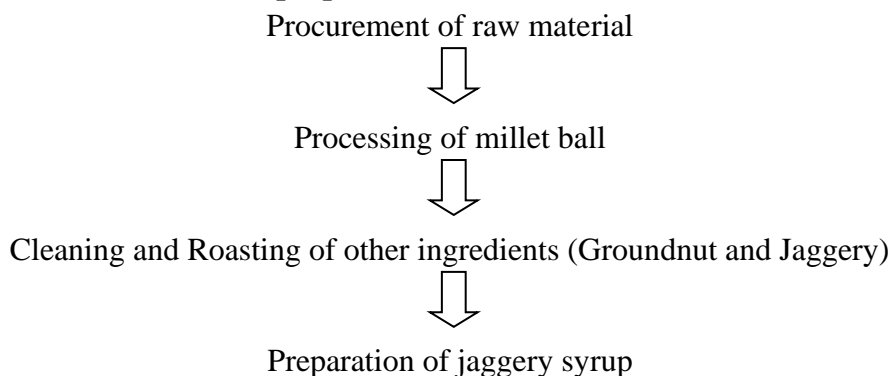 Procurement of raw material
Processing of millet ball
Cleaning and Roasting of other ingredients (Groundnut and Jaggery)
Preparation of jaggery syrup